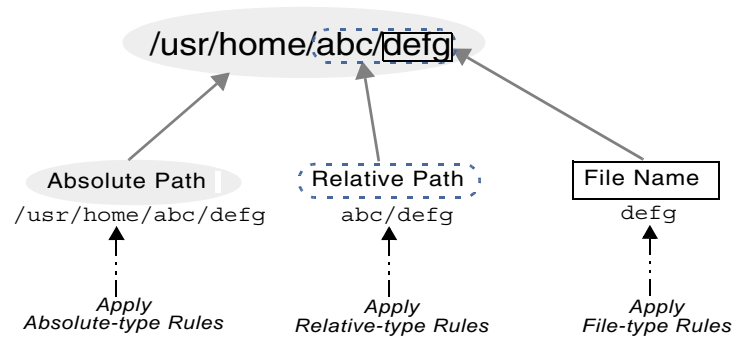 /usr/home/abc/defg
Absolute Path
Relative Path
File Name
/usr/home/abc/defg
abc/defg
defg
Apply
Absolute-type Rules
Apply
Relative-type Rules
Apply
File-type Rules